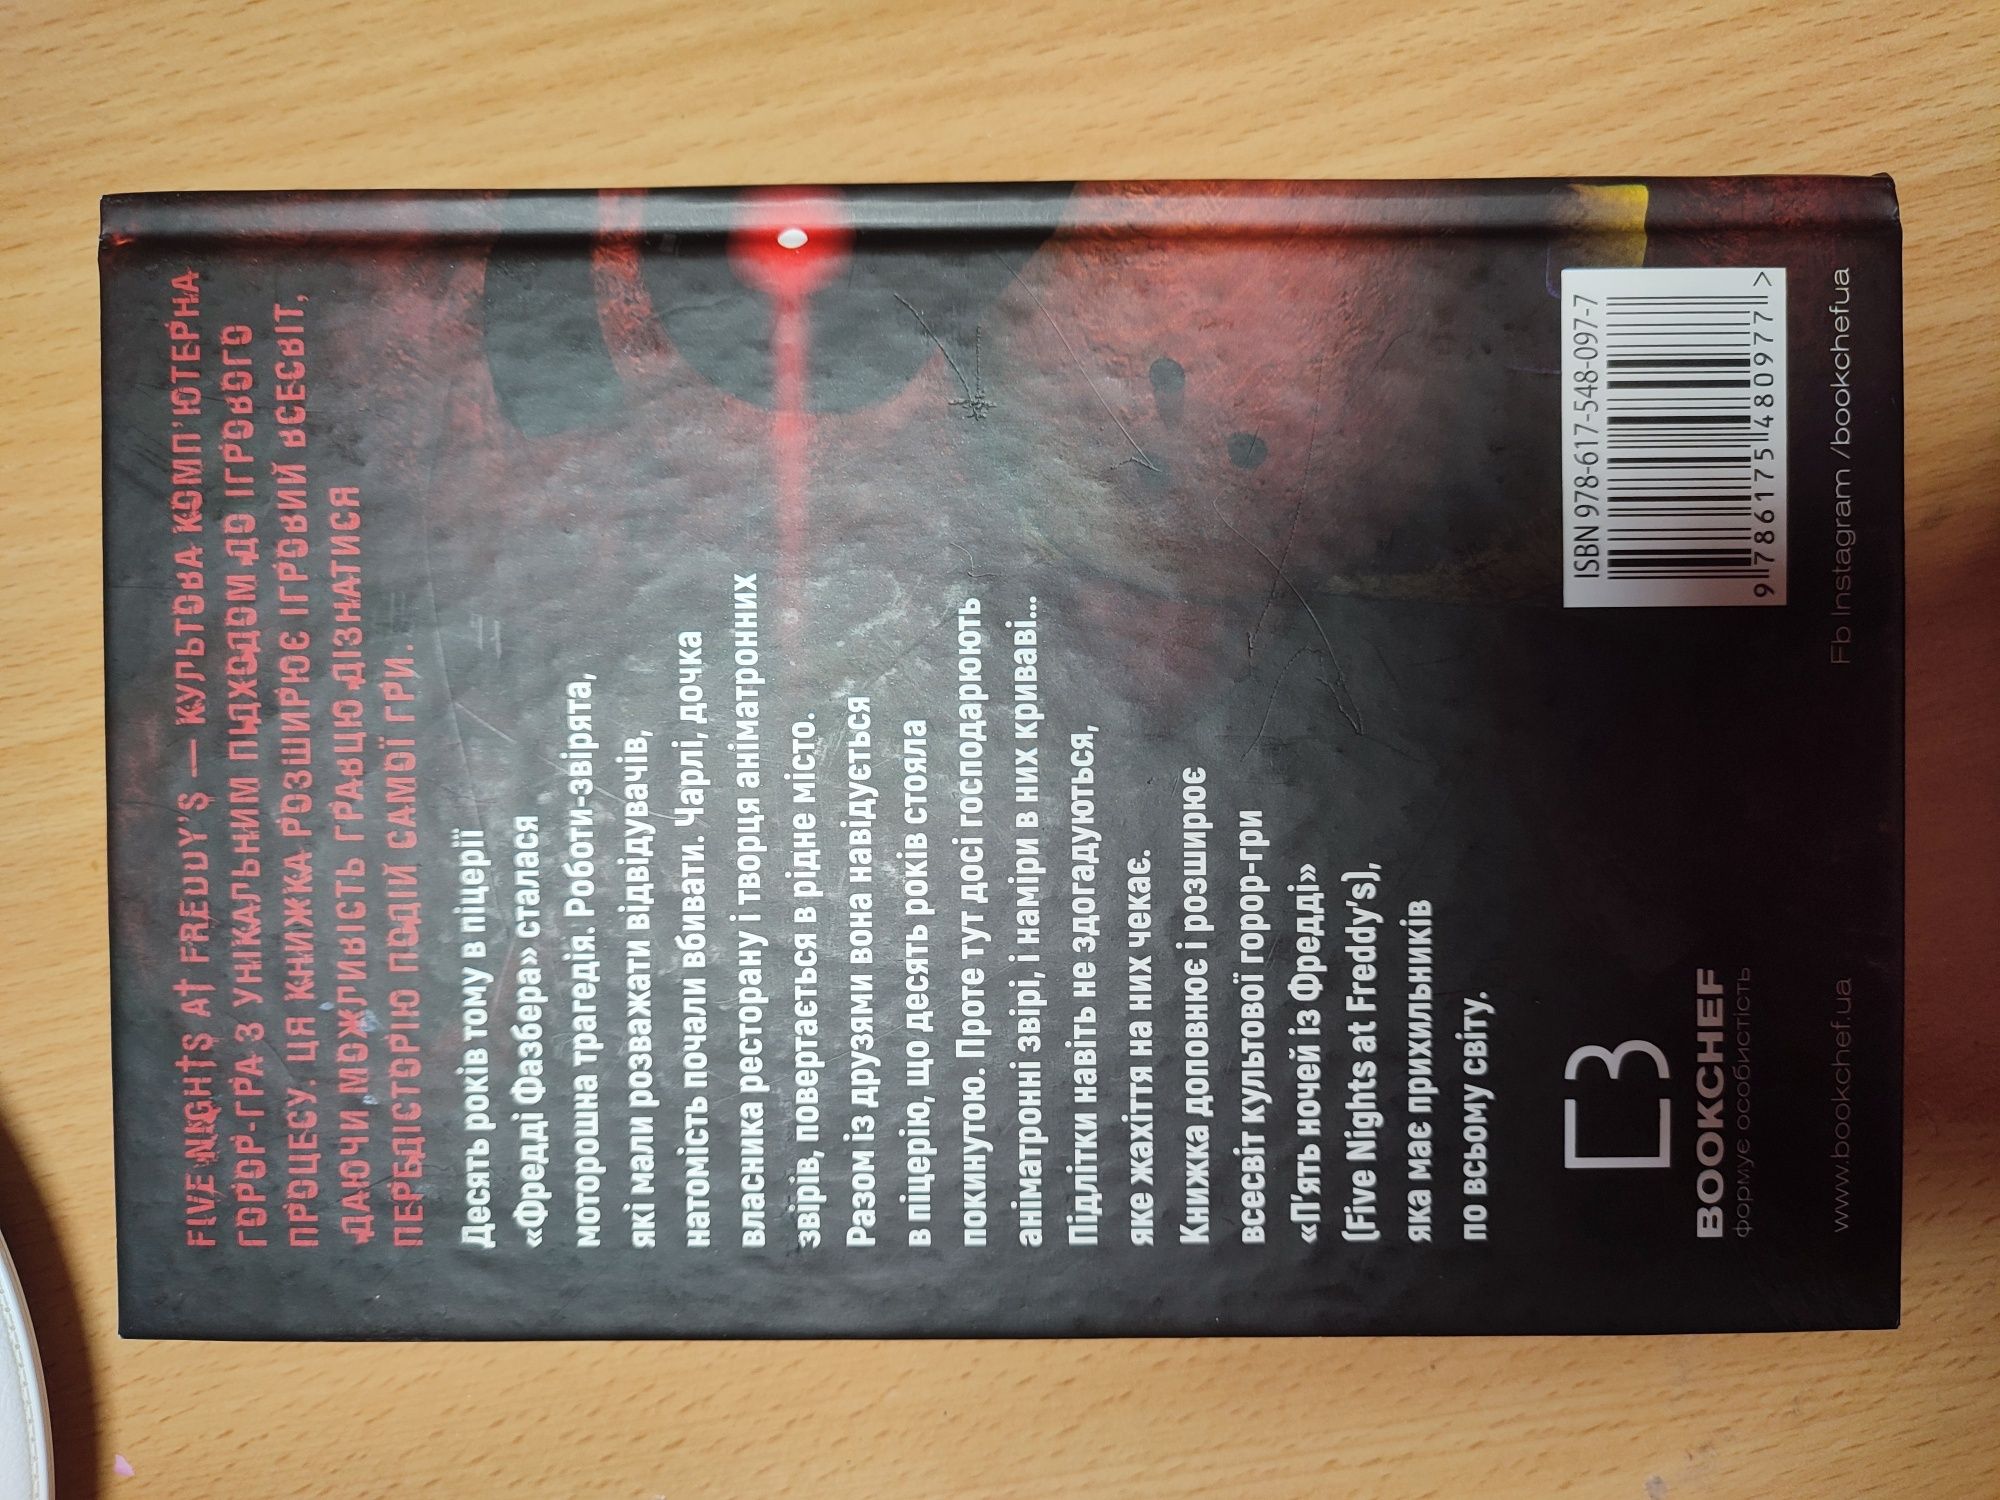 FIVE NIGHTS AT FREDDY'S — КУЛЬТОВА КОМП'ЮТЕРНА
ГОРОР-ГРА З УНІКАЛЬНИМ ПІДХОДОМ ДО ІГРОВОГО
ПРОЦЕСУ. ЦЯ КНИЖКА РОЗШИРЮЄ ІГРОВИЙ ВСЕСВІТ,
ДАЮЧИ МОЖЛИВІСТЬ ГРАВЦЮ ДІЗНАТИСЯ
ПЕРЕДІСТОРІЮ ПОДІЙ САМОЇ ГРИ.
Десять років тому в піцерії
«Фредді Фазбера» сталася
моторошна трагедія. Роботи-звірята,
які мали розважати відвідувачів,
натомість почали вбивати. Чарлі, дочка
власника ресторану і творця аніматронних
звірів, повертається в рідне місто.
Разом із друзями вона навідується
в піцерію, що десять років стояла
покинутою. Проте тут досі господарюють
аніматронні звірі, і наміри в них криваві...
Підлітки навіть не здогадуються,
яке жахіття на них чекає.
Книжка доповнює і розширює
всесвіт культової горор-гри
«П'ять ночей із Фредді»
(Five Nights at Freddy's),
яка має прихильників
по всьому світу.
BOOKCHEF
формує особистість
www.bookchef.ua
ISBN 978-617-548-097-7
9 786175 480977 >
Fb Instagram /bookchefua